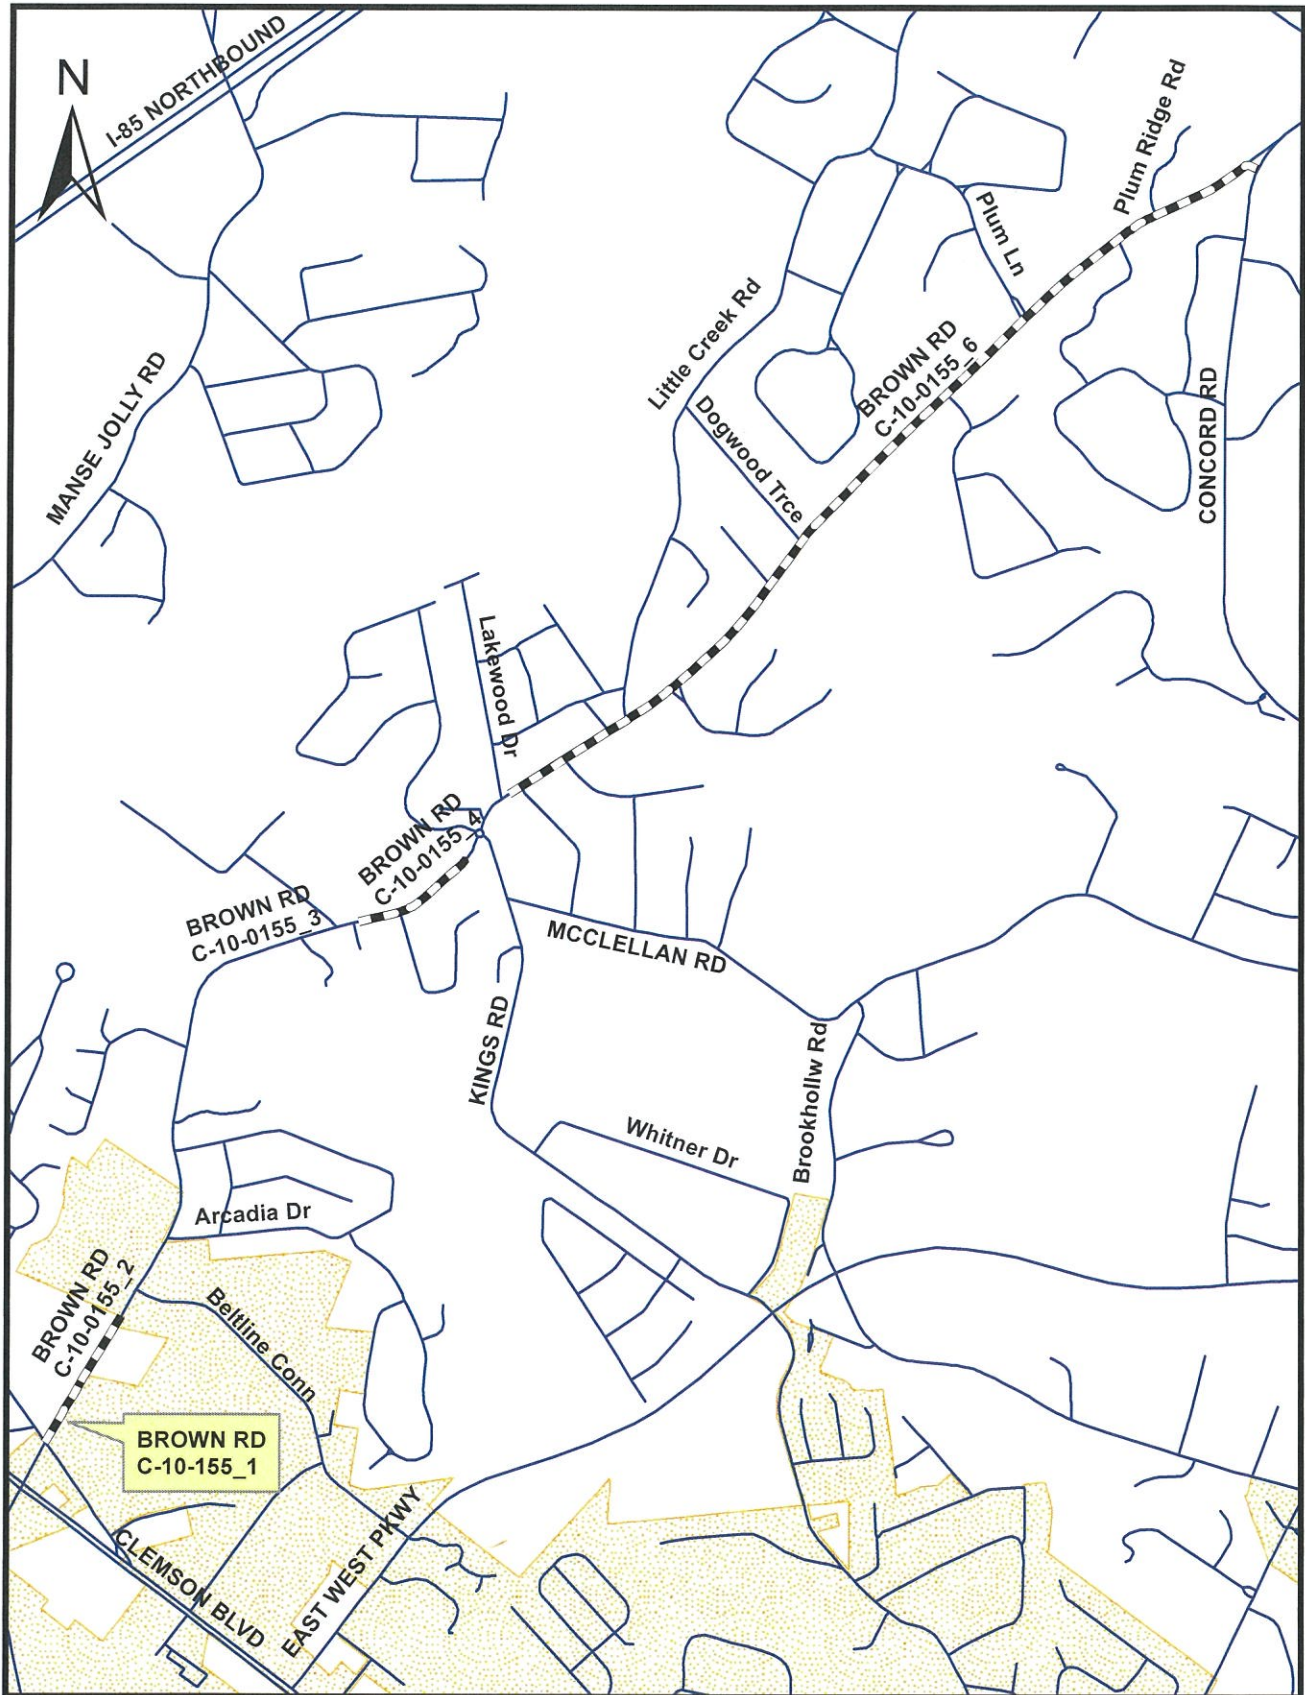 N
I-85 NORTHBOUND
Plum Ridge Rd
Plum Ln
Little Creek Rd
BROWN RD
C-10-0155_6
MANSE JOLLY RD
CONCORD RD
Dogwood Trce
Lakewood Dr
BROWN RD
C-10-0155_4
BROWN RD
C-10-0155_3
MCCLELLAN RD
KINGS RD
Brookhollw Rd
Whitner Dr
Arcadia Dr
BROWN RD
C-10-0155_2
Beltline Conn
BROWN RD
C-10-155_1
CLEMSON BLVD
EAST WEST PKWY